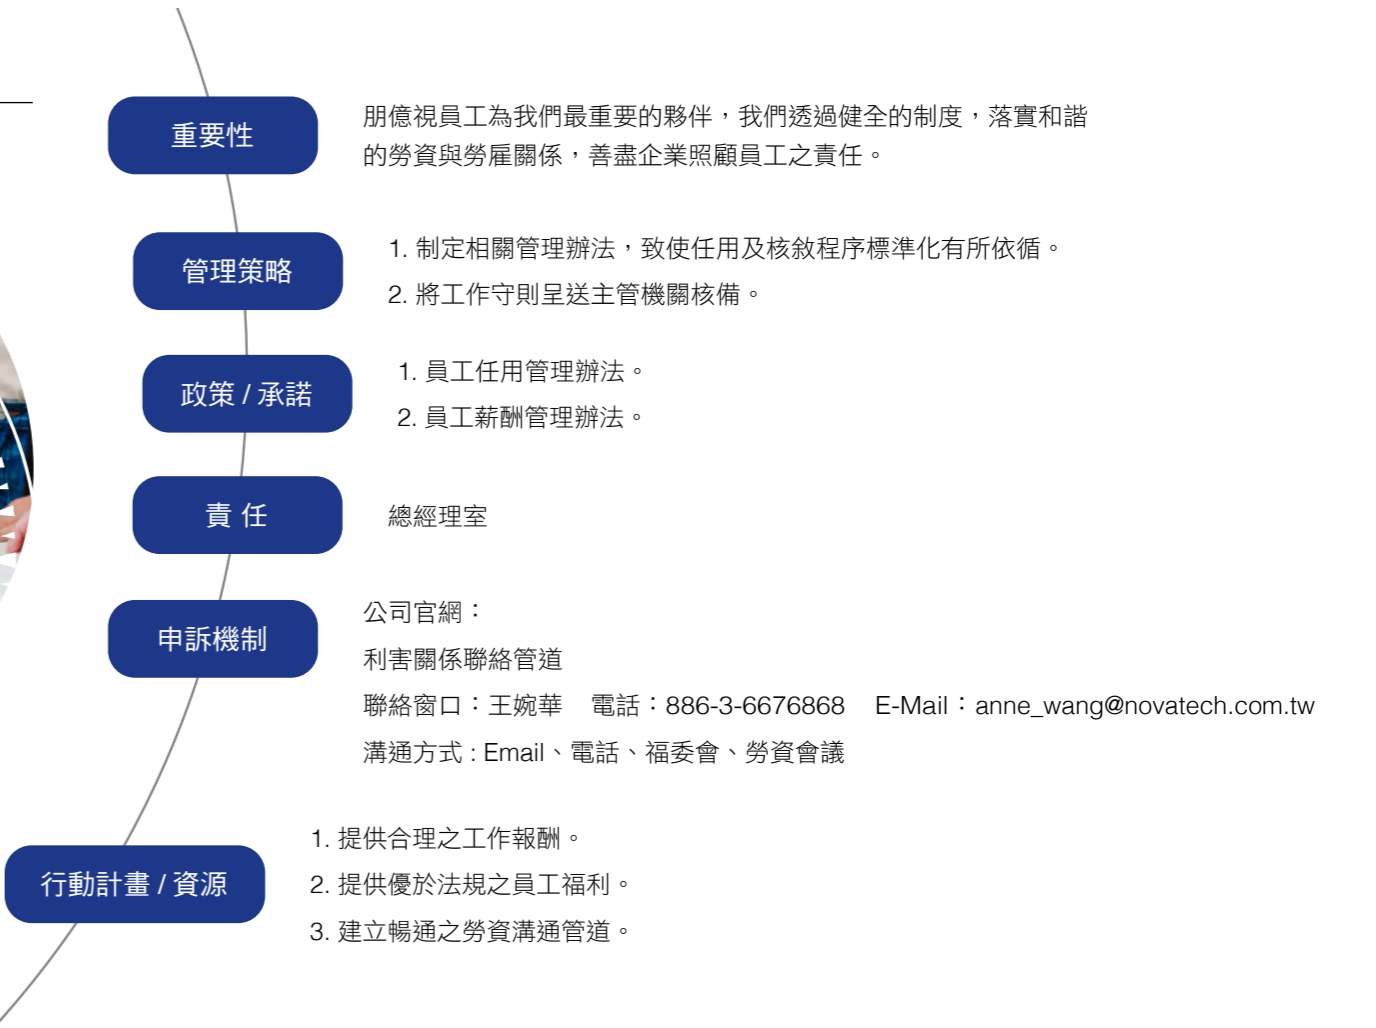 重要性
朋億視員工為我們最重要的夥伴，我們透過健全的制度，落實和諧
的勞資與勞雇關係，善盡企業照顧員工之責任。
管理策略
1. 制定相關管理辦法，致使任用及核敘程序標準化有所依循。
2. 將工作守則呈送主管機關核備。
政策 / 承諾
1. 員工任用管理辦法。
2. 員工薪酬管理辦法。
責 任
總經理室
申訴機制
公司官網：
利害關係聯絡管道
聯絡窗口：王婉華 電話：886-3-6676868 E-Mail：anne_wang@novatech.com.tw
溝通方式 : Email、電話、福委會、勞資會議
行動計畫 / 資源
1. 提供合理之工作報酬。
2. 提供優於法規之員工福利。
3. 建立暢通之勞資溝通管道。